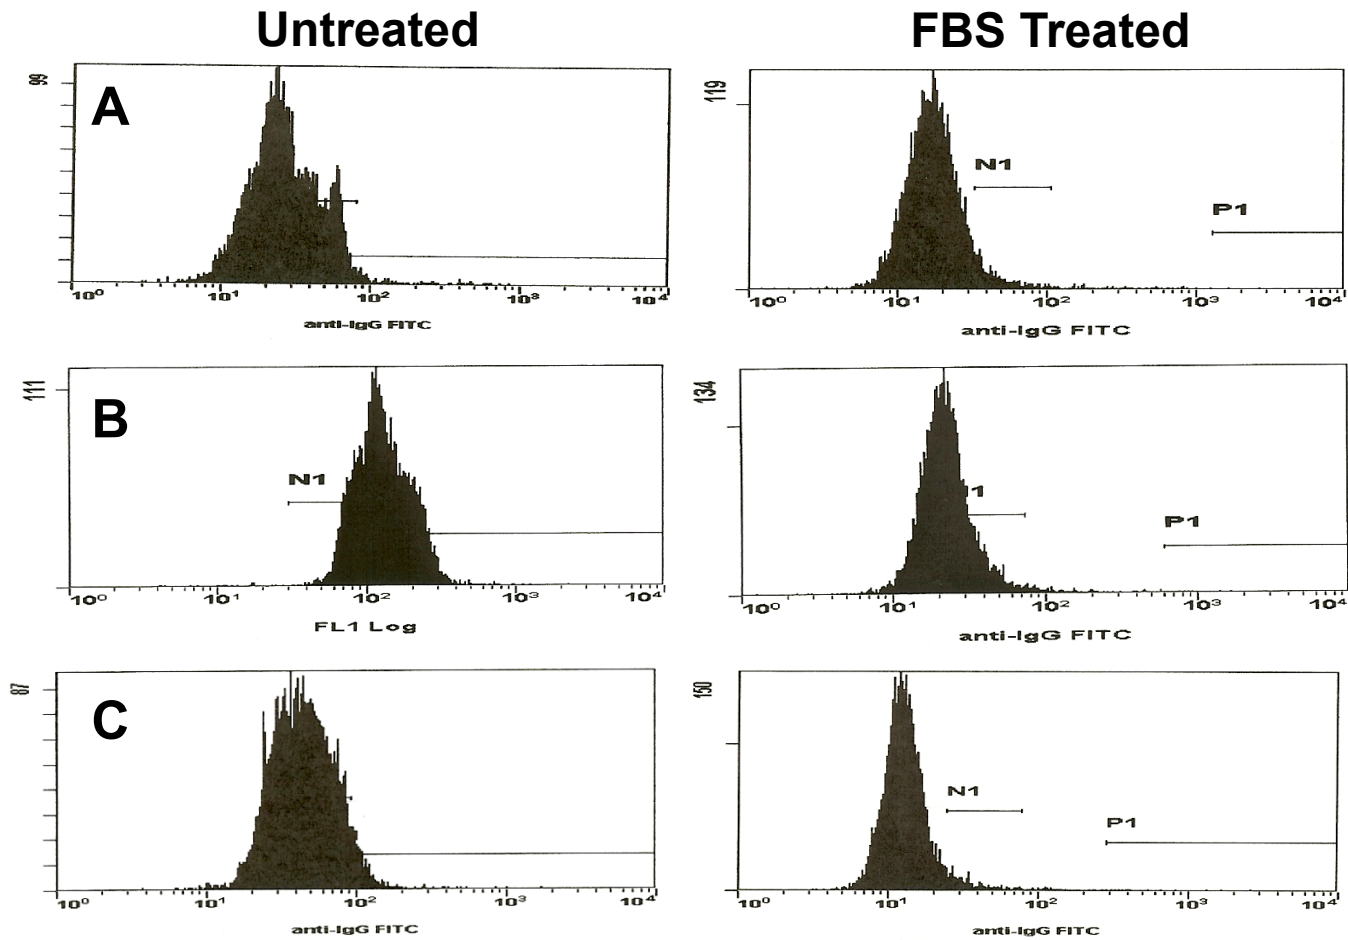 Untreated
FBS Treated
A
99
10⁰ 10¹ 10² 10³ 10⁴
anti-IgG FITC
119
N1
P1
10⁰ 10¹ 10² 10³ 10⁴
anti-IgG FITC
B
111
N1
10⁰ 10¹ 10² 10³ 10⁴
FL1 Log
134
1
P1
10⁰ 10¹ 10² 10³ 10⁴
anti-IgG FITC
C
87
10⁰ 10¹ 10² 10³ 10⁴
anti-IgG FITC
150
N1
P1
10⁰ 10¹ 10² 10³ 10⁴
anti-IgG FITC